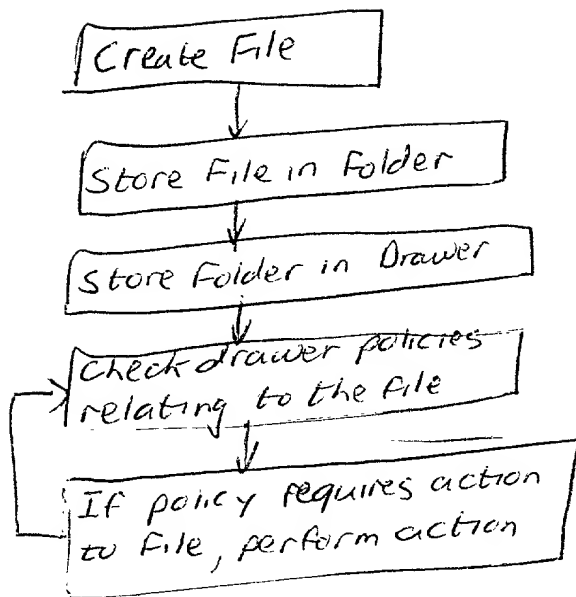 Create File
Store File in Folder
Store Folder in Drawer
Check drawer policies
relating to the file
If policy requires action
to File, perform action